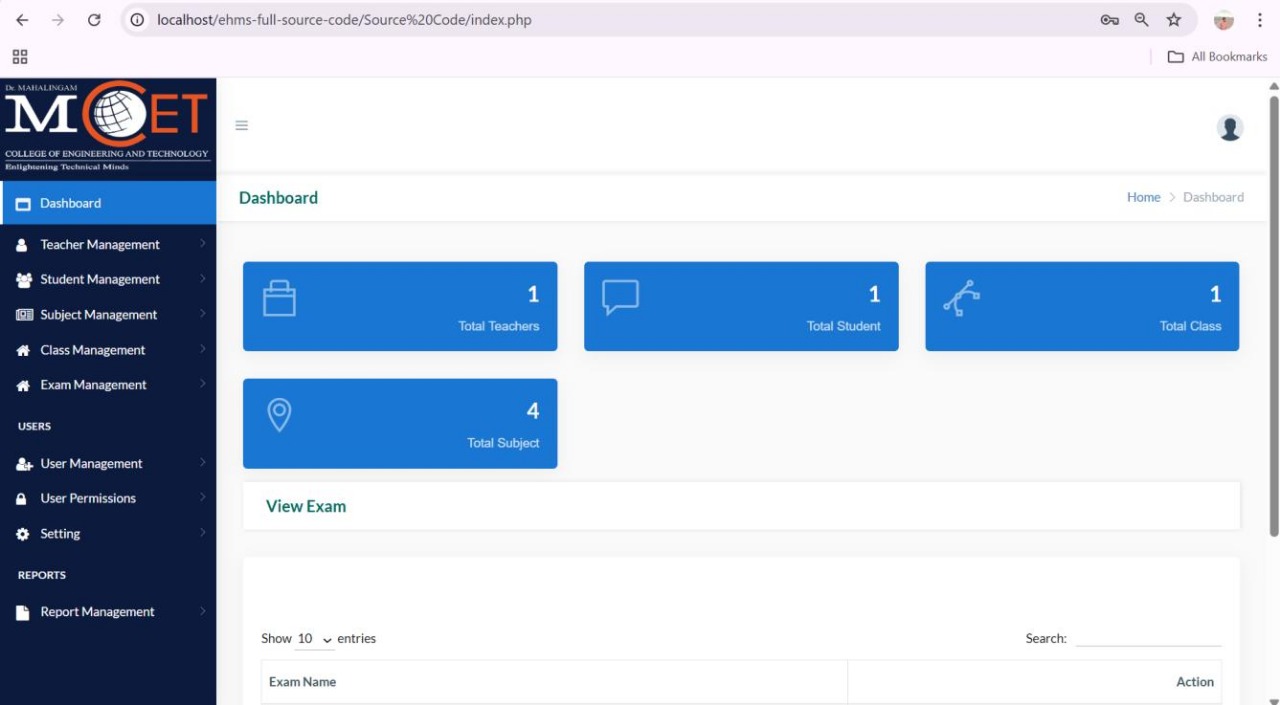 localhost/ehms-full-source-code/Source%20Code/index.php
All Bookmarks
Dr. MAHALINGAM
MCET
COLLEGE OF ENGINEERING AND TECHNOLOGY
Enlightening Technical Minds
Dashboard
Teacher Management
Student Management
Subject Management
Class Management
Exam Management
USERS
User Management
User Permissions
Setting
REPORTS
Report Management
Dashboard
Home > Dashboard
1
Total Teachers
1
Total Student
1
Total Class
4
Total Subject
View Exam
Show 10 entries
Search:
Exam Name
Action